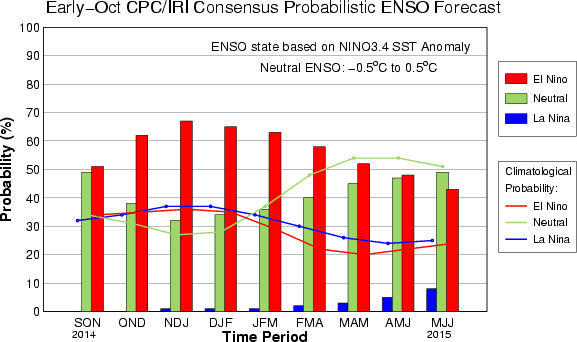 Early-Oct CPC/IRI Consensus Probabilistic ENSO Forecast
ENSO state based on NINO3.4 SST Anomaly
Neutral ENSO: -0.5°C to 0.5°C
Probability (%)
100
90
80
70
60
50
40
30
20
10
0
SON OND NDJ DJF JFM FMA MAM AMJ MJJ
2014 2015
Time Period
El Nino
Neutral
La Nina
Climatological
Probability:
El Nino
Neutral
La Nina